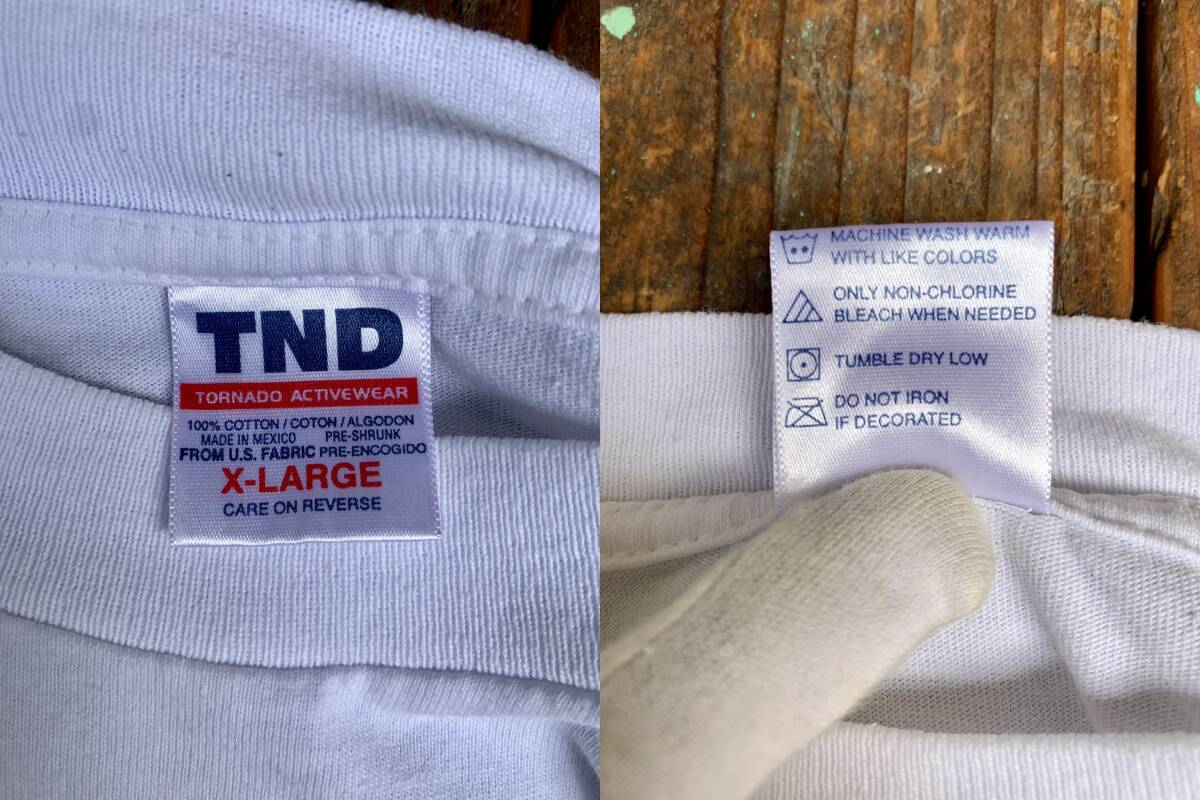 TND
TORNADO ACTIVEWEAR
100% COTTON / COTON / ALGODON
MADE IN MEXICO PRE-SHRUNK
FROM U.S. FABRIC PRE-ENCOGIDO
X-LARGE
CARE ON REVERSE
MACHINE WASH WARM
WITH LIKE COLORS
ONLY NON-CHLORINE
BLEACH WHEN NEEDED
TUMBLE DRY LOW
DO NOT IRON
IF DECORATED